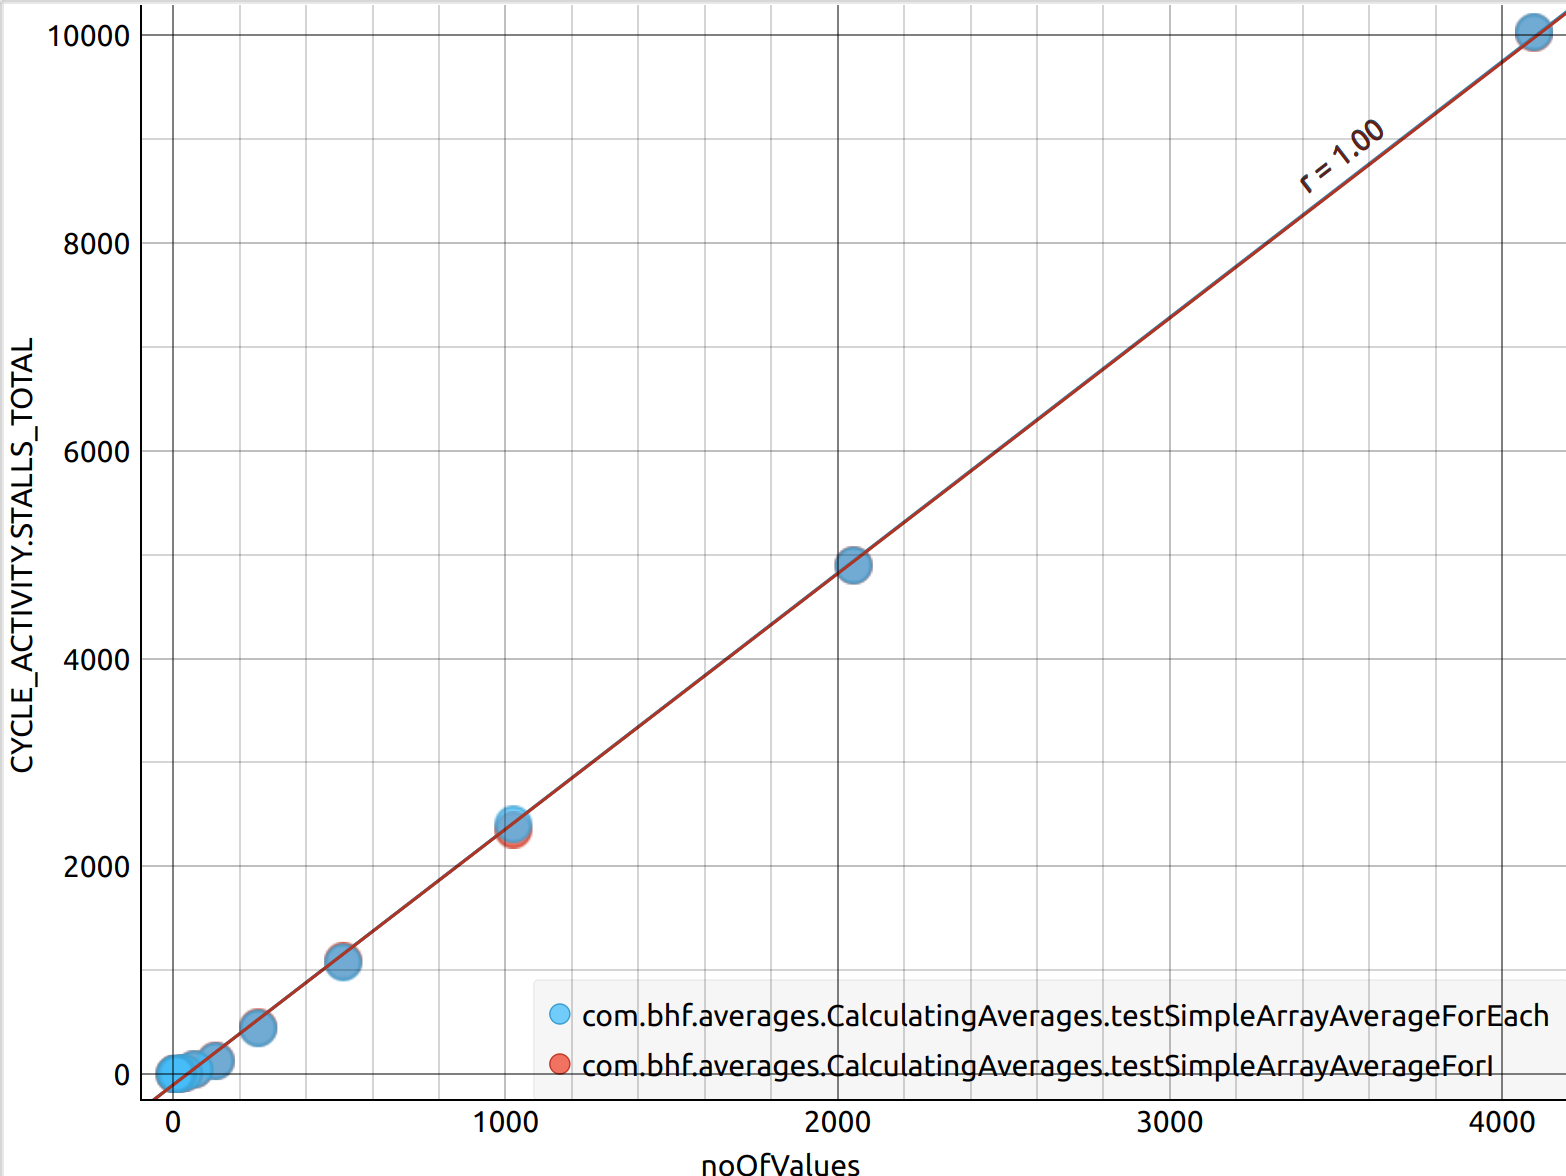 10000
8000
6000
4000
2000
0
CYCLE_ACTIVITY.STALLS_TOTAL
r = 1.00
com.bhf.averages.CalculatingAverages.testSimpleArrayAverageForEach
com.bhf.averages.CalculatingAverages.testSimpleArrayAverageForI
0 1000 2000 3000 4000
noOfValues